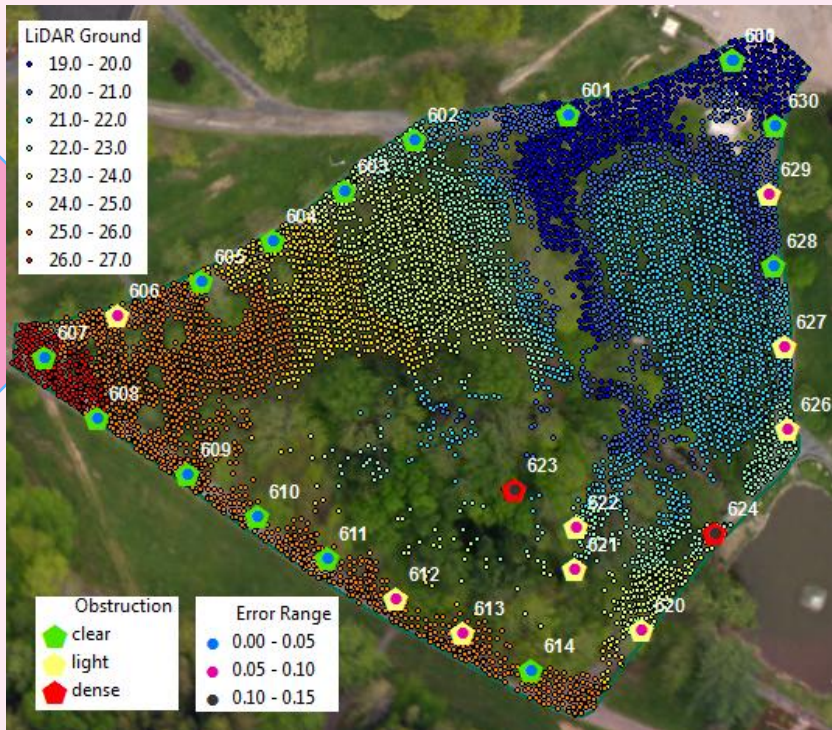 LiDAR Ground
19.0 - 20.0
20.0 - 21.0
21.0 - 22.0
22.0 - 23.0
23.0 - 24.0
24.0 - 25.0
25.0 - 26.0
26.0 - 27.0
601
602
630
603
629
604
628
605
606
627
607
608
626
609
623
610
622
624
611
621
612
613
620
614
Obstruction
clear
light
dense
Error Range
0.00 - 0.05
0.05 - 0.10
0.10 - 0.15